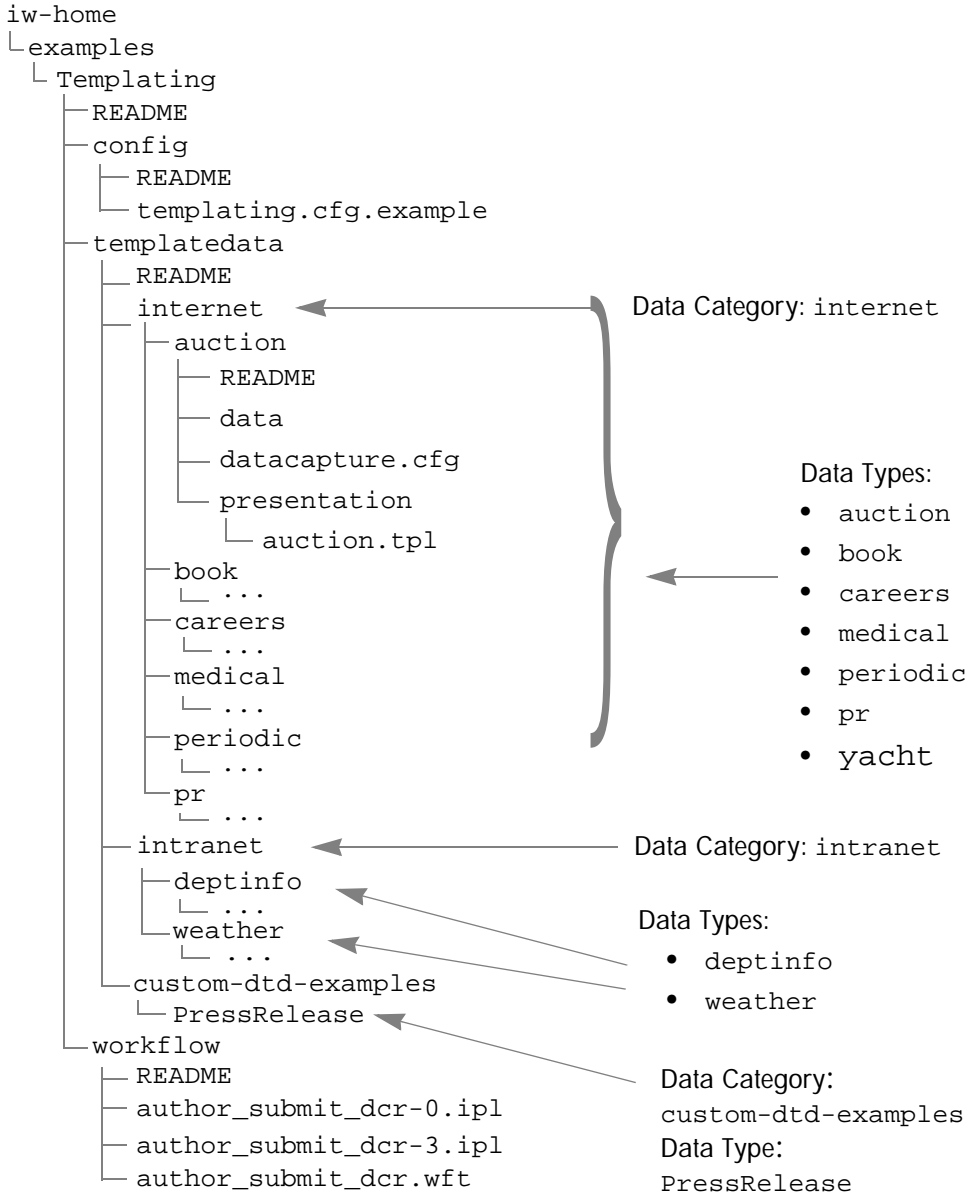 iw-home
examples
Templating
README
config
README
templating.cfg.example
templatedata
README
internet
Data Category: internet
auction
README
data
datacapture.cfg
presentation
auction.tpl
book
...
careers
...
medical
...
periodic
...
pr
...
Data Types:
• auction
• book
• careers
• medical
• periodic
• pr
• yacht
intranet
Data Category: intranet
deptinfo
...
weather
...
Data Types:
• deptinfo
• weather
custom-dtd-examples
PressRelease
Data Category:
custom-dtd-examples
Data Type:
PressRelease
workflow
README
author_submit_dcr-0.ipl
author_submit_dcr-3.ipl
author_submit_dcr.wft